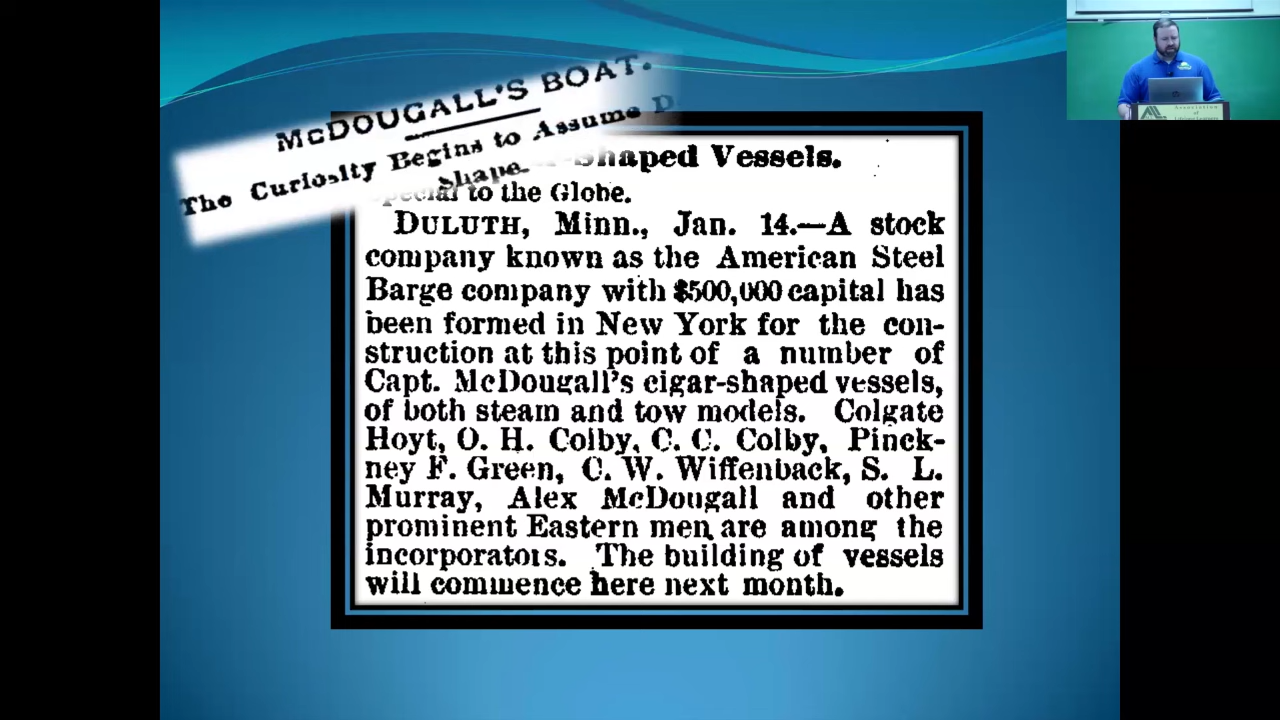 McDOUGALL'S BOAT.
The Curiosity Begins to Assume D
Shape.
-Shaped Vessels.
to the Globe.
DULUTH, Minn., Jan. 14.—A stock
company known as the American Steel
Barge company with $500,000 capital has
been formed in New York for the con-
struction at this point of a number of
Capt. McDougall's cigar-shaped vessels,
of both steam and tow models. Colgate
Hoyt, O. H. Colby, C. C. Colby, Pinck-
ney F. Green, C. W. Wiffenback, S. L.
Murray, Alex McDougall and other
prominent Eastern men are among the
incorporators. The building of vessels
will commence here next month.
Association
of